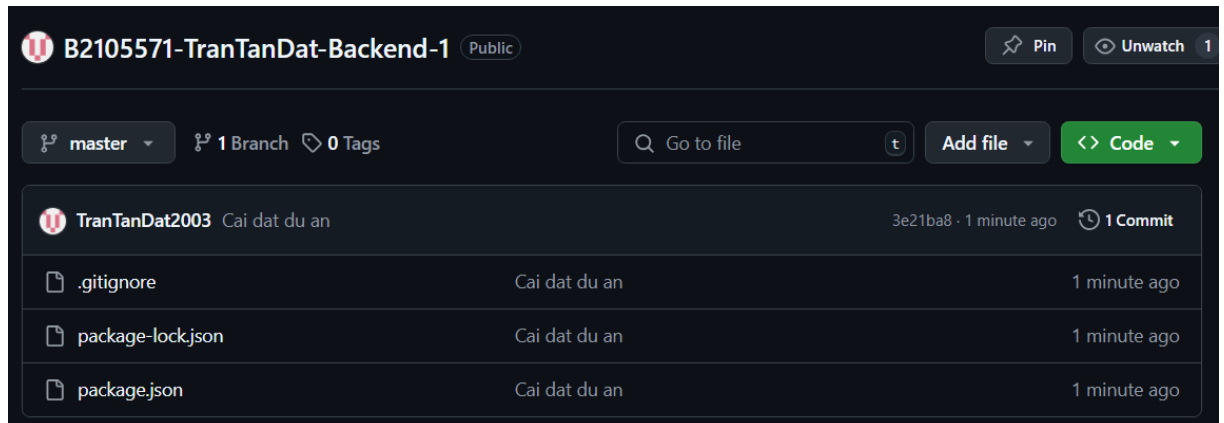 B2105571-TranTanDat-Backend-1 Public Pin Unwatch 1
master 1 Branch 0 Tags Go to file t Add file Code
TranTanDat2003 Cai dat du an 3e21ba8 · 1 minute ago 1 Commit
.gitignore Cai dat du an 1 minute ago
package-lock.json Cai dat du an 1 minute ago
package.json Cai dat du an 1 minute ago